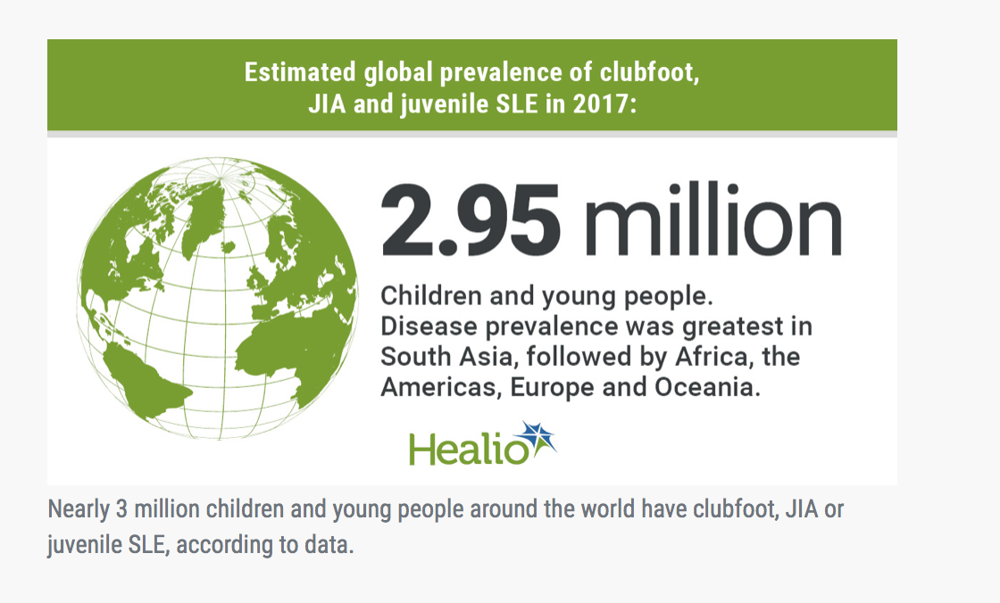 Estimated global prevalence of clubfoot,
JIA and juvenile SLE in 2017:
2.95 million
Children and young people.
Disease prevalence was greatest in
South Asia, followed by Africa, the
Americas, Europe and Oceania.
Healio
Nearly 3 million children and young people around the world have clubfoot, JIA or
juvenile SLE, according to data.